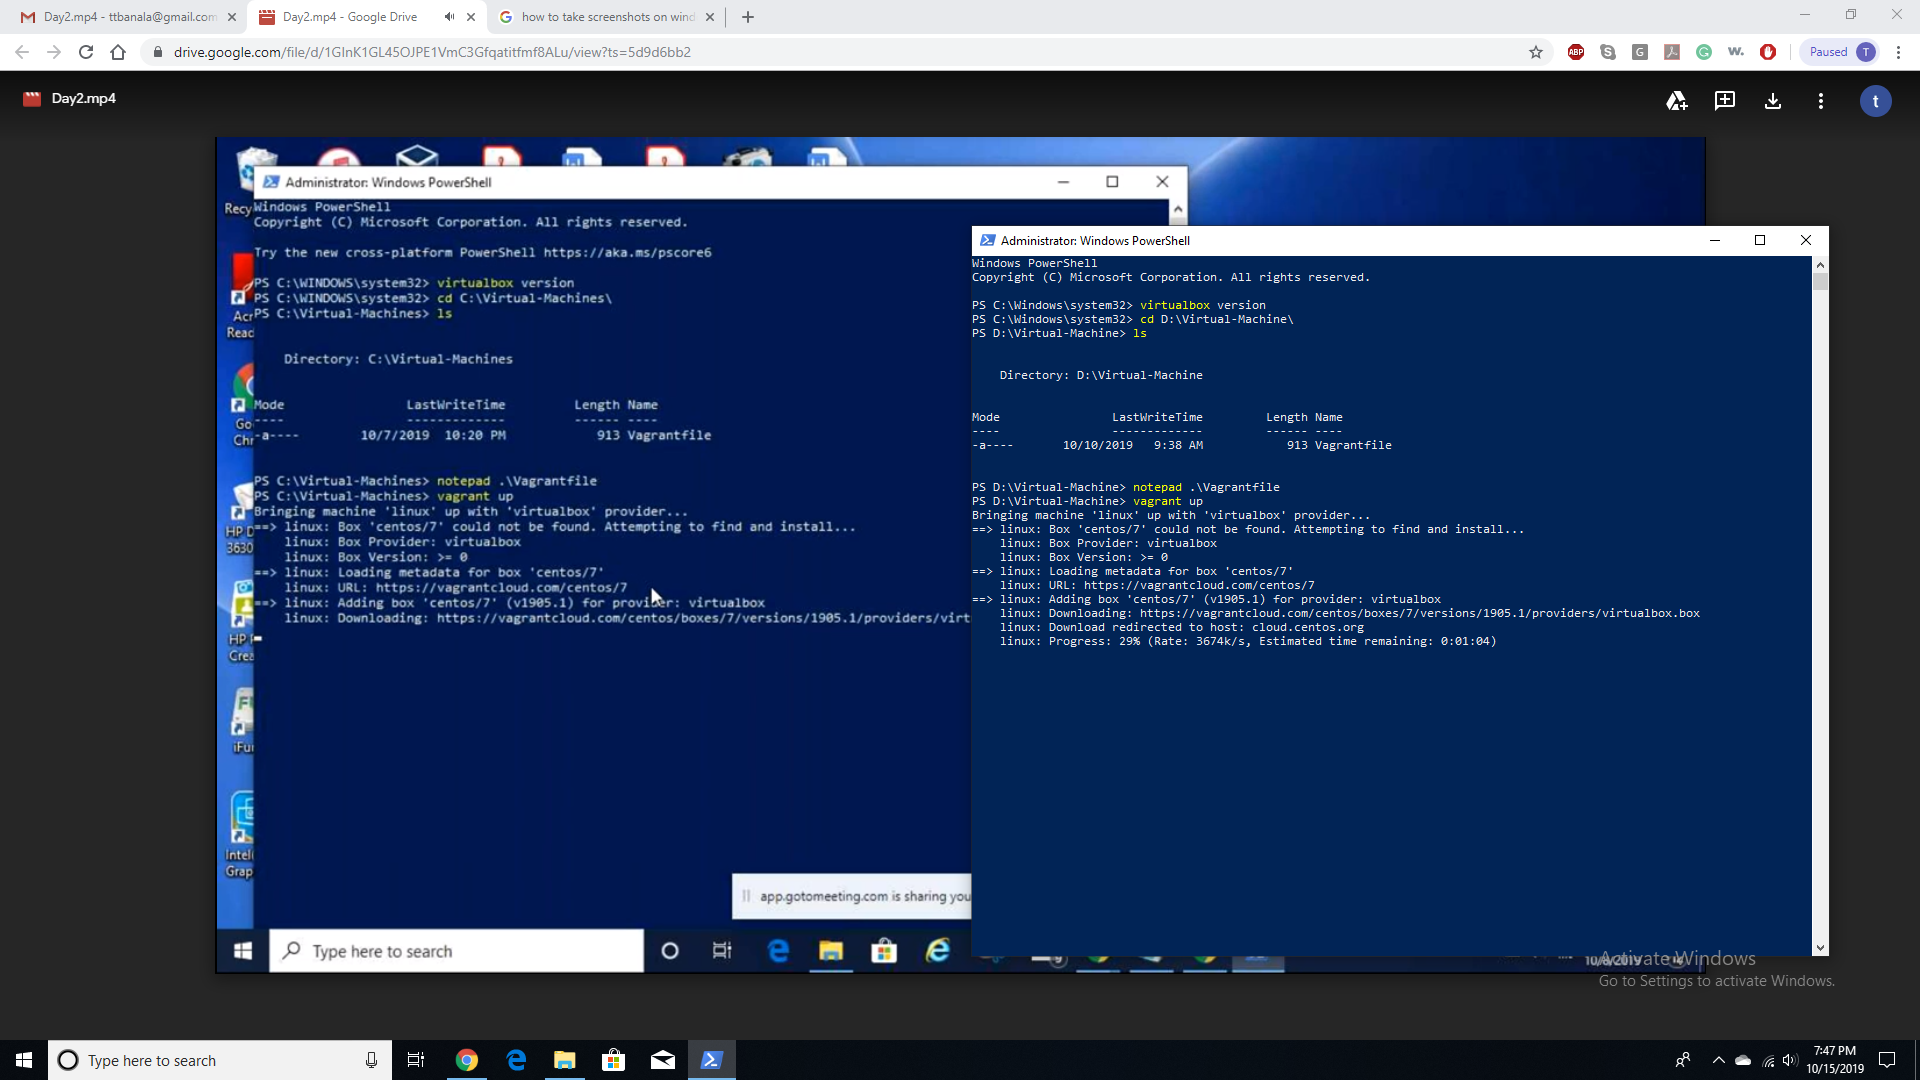 Day2.mp4 - ttbanala@gmail.com
Day2.mp4 - Google Drive
how to take screenshots on wind
drive.google.com/file/d/1GInK1GL45OJPE1VmC3Gfqatitfmf8ALu/view?ts=5d9d6bb2
ABP
G
w.
Paused
T
Day2.mp4
t
Administrator: Windows PowerShell
Recy
Windows PowerShell
Copyright (C) Microsoft Corporation. All rights reserved.
Try the new cross-platform PowerShell https://aka.ms/pscore6
PS C:\WINDOWS\system32> virtualbox version
PS C:\WINDOWS\system32> cd C:\Virtual-Machines\
PS C:\Virtual-Machines> ls
Acr
Read
Directory: C:\Virtual-Machines
Mode LastWriteTime Length Name
---- ------------- ------ ----
-a---- 10/7/2019 10:20 PM 913 Vagrantfile
Go
Chr
PS C:\Virtual-Machines> notepad .\Vagrantfile
PS C:\Virtual-Machines> vagrant up
Bringing machine 'linux' up with 'virtualbox' provider...
==> linux: Box 'centos/7' could not be found. Attempting to find and install...
linux: Box Provider: virtualbox
linux: Box Version: >= 0
==> linux: Loading metadata for box 'centos/7'
linux: URL: https://vagrantcloud.com/centos/7
==> linux: Adding box 'centos/7' (v1905.1) for provider: virtualbox
linux: Downloading: https://vagrantcloud.com/centos/boxes/7/versions/1905.1/providers/virt
HP D
3630
HP
Crea
iFu
Intel
Grap
app.gotomeeting.com is sharing you
Type here to search
Administrator: Windows PowerShell
Windows PowerShell
Copyright (C) Microsoft Corporation. All rights reserved.
PS C:\Windows\system32> virtualbox version
PS C:\Windows\system32> cd D:\Virtual-Machine\
PS D:\Virtual-Machine> ls
Directory: D:\Virtual-Machine
Mode LastWriteTime Length Name
---- ------------- ------ ----
-a---- 10/10/2019 9:38 AM 913 Vagrantfile
PS D:\Virtual-Machine> notepad .\Vagrantfile
PS D:\Virtual-Machine> vagrant up
Bringing machine 'linux' up with 'virtualbox' provider...
==> linux: Box 'centos/7' could not be found. Attempting to find and install...
linux: Box Provider: virtualbox
linux: Box Version: >= 0
==> linux: Loading metadata for box 'centos/7'
linux: URL: https://vagrantcloud.com/centos/7
==> linux: Adding box 'centos/7' (v1905.1) for provider: virtualbox
linux: Downloading: https://vagrantcloud.com/centos/boxes/7/versions/1905.1/providers/virtualbox.box
linux: Download redirected to host: cloud.centos.org
linux: Progress: 29% (Rate: 3674k/s, Estimated time remaining: 0:01:04)
10/8/2019
Activate Windows
Go to Settings to activate Windows.
Type here to search
7:47 PM
10/15/2019